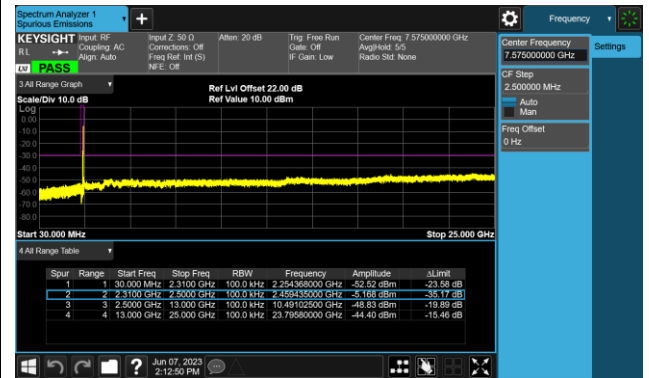 Spectrum Analyzer 1
Spurious Emissions
Frequency
KEYSIGHT
Input: RF
Input Z: 50 Ω
Atten: 20 dB
Trig: Free Run
Center Freq: 7.575000000 GHz
RL
Coupling: AC
Corrections: Off
Gate: Off
Avg|Hold: 5/5
Align: Auto
Freq Ref: Int (S)
IF Gain: Low
Radio Std: None
NFE: Off
LXI PASS
Center Frequency
7.575000000 GHz
Settings
CF Step
2.500000 MHz
Auto
Man
Freq Offset
0 Hz
3 All Range Graph
Ref Lvl Offset 22.00 dB
Scale/Div 10.0 dB
Ref Value 10.00 dBm
Log
0.00
-10.0
-20.0
-30.0
-40.0
-50.0
-60.0
-70.0
-80.0
Start 30.000 MHz
Stop 25.000 GHz
4 All Range Table
Spur Range Start Freq Stop Freq RBW Frequency Amplitude ΔLimit
1 1 30.000 MHz 2.3100 GHz 100.0 kHz 2.254368000 GHz -52.52 dBm -23.58 dB
2 2 2.3100 GHz 2.5000 GHz 100.0 kHz 2.459435000 GHz -5.168 dBm -35.17 dB
3 3 2.5000 GHz 13.000 GHz 100.0 kHz 10.49102500 GHz -48.83 dBm -19.89 dB
4 4 13.000 GHz 25.000 GHz 100.0 kHz 23.79580000 GHz -44.40 dBm -15.46 dB
Jun 07, 2023
2:12:50 PM